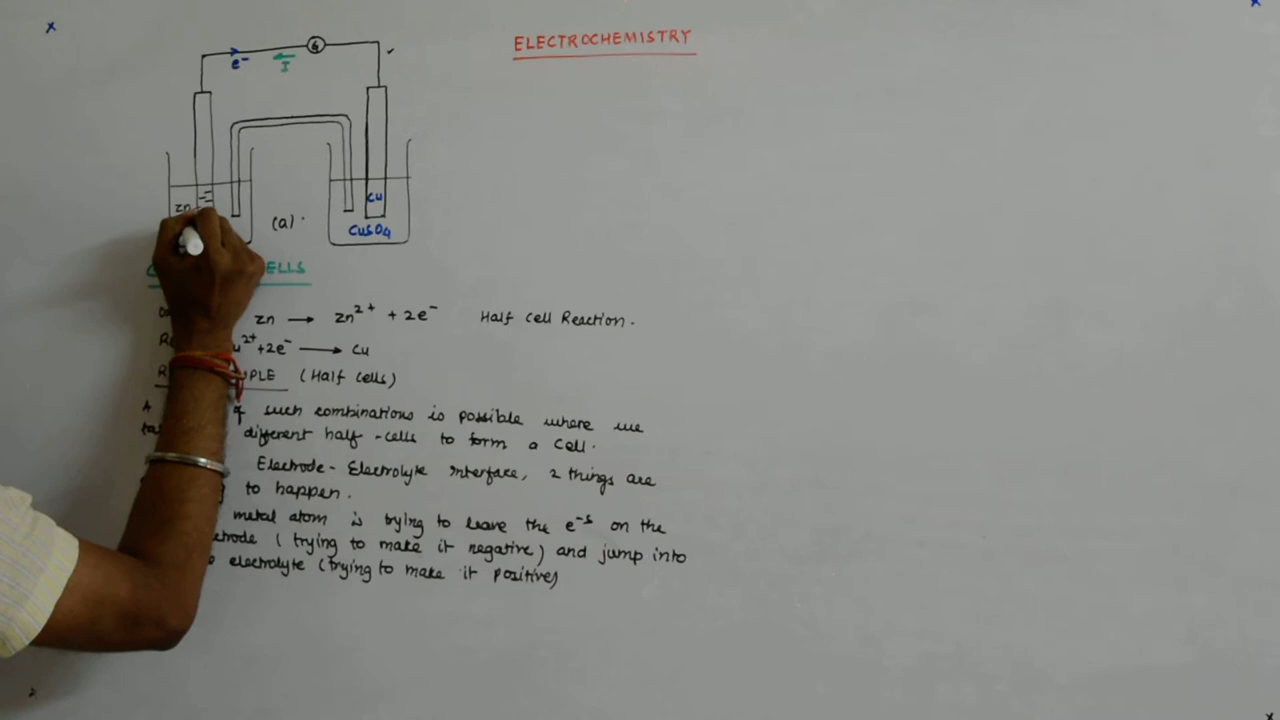 ELECTROCHEMISTRY
G
e⁻
I
Zn
Cu
(a).
CuSO4
ELLS
Zn → Zn²⁺ + 2e⁻ Half Cell Reaction.
²⁺+2e⁻ → Cu
(Half Cells)
such combinations is possible where we
different half-cells to form a Cell.
Electrode-Electrolyte interface, 2 things are
to happen.
metal atom is trying to leave the e⁻s on the
(trying to make it negative) and jump into
electrolyte (trying to make it positive)
2